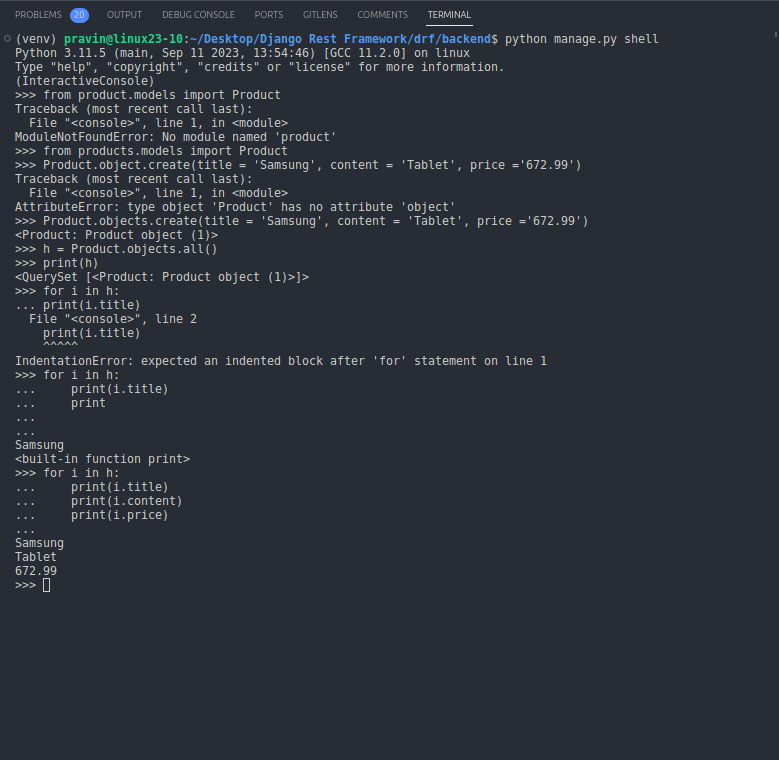 PROBLEMS 20 OUTPUT DEBUG CONSOLE PORTS GITLENS COMMENTS TERMINAL
(venv) pravin@linux23-10:~/Desktop/Django Rest Framework/drf/backend$ python manage.py shell
Python 3.11.5 (main, Sep 11 2023, 13:54:46) [GCC 11.2.0] on linux
Type "help", "copyright", "credits" or "license" for more information.
(InteractiveConsole)
>>> from product.models import Product
Traceback (most recent call last):
  File "<console>", line 1, in <module>
ModuleNotFoundError: No module named 'product'
>>> from products.models import Product
>>> Product.object.create(title = 'Samsung', content = 'Tablet', price ='672.99')
Traceback (most recent call last):
  File "<console>", line 1, in <module>
AttributeError: type object 'Product' has no attribute 'object'
>>> Product.objects.create(title = 'Samsung', content = 'Tablet', price ='672.99')
<Product: Product object (1)>
>>> h = Product.objects.all()
>>> print(h)
<QuerySet [<Product: Product object (1)>]>
>>> for i in h:
... print(i.title)
  File "<console>", line 2
    print(i.title)
    ^^^^^
IndentationError: expected an indented block after 'for' statement on line 1
>>> for i in h:
...     print(i.title)
...     print
...
...
Samsung
<built-in function print>
>>> for i in h:
...     print(i.title)
...     print(i.content)
...     print(i.price)
...
Samsung
Tablet
672.99
>>>